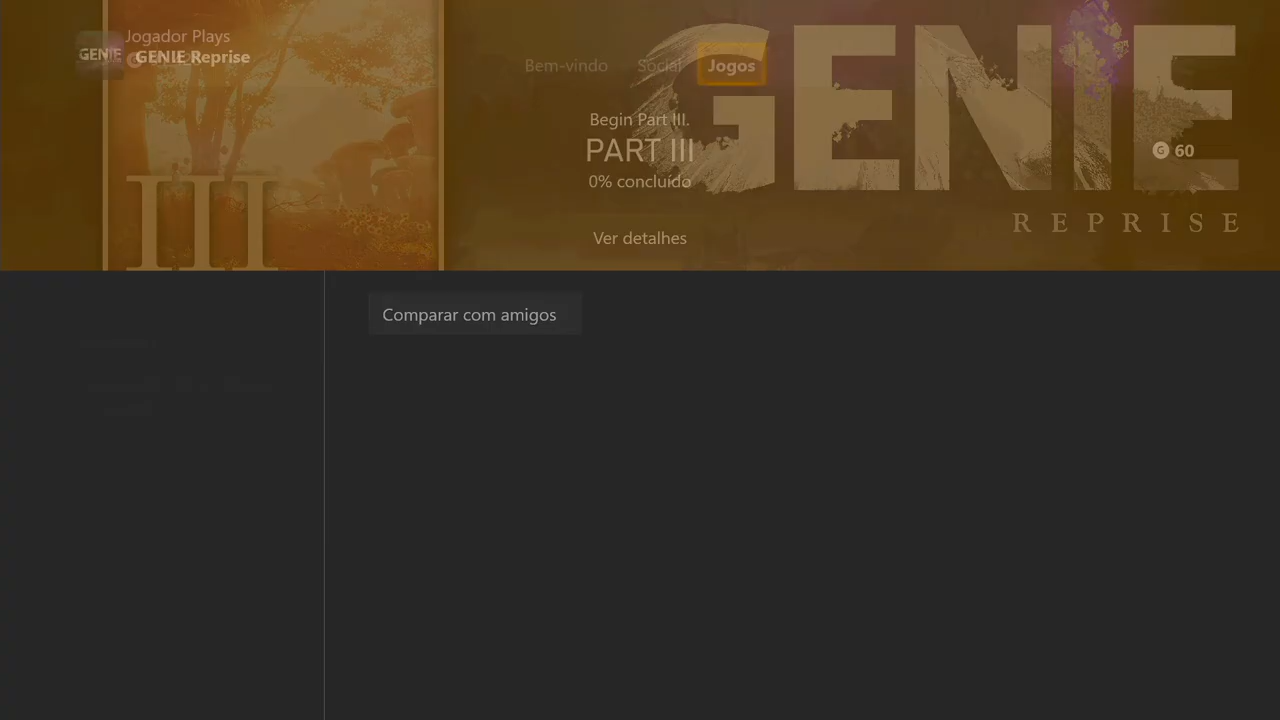 Jogador Plays
GENIE
GENIE Reprise
Bem-vindo
Social
Jogos
GENIE
REPRISE
Begin Part III.
PART III
0% concluído
G 60
Ver detalhes
III
Comparar com amigos